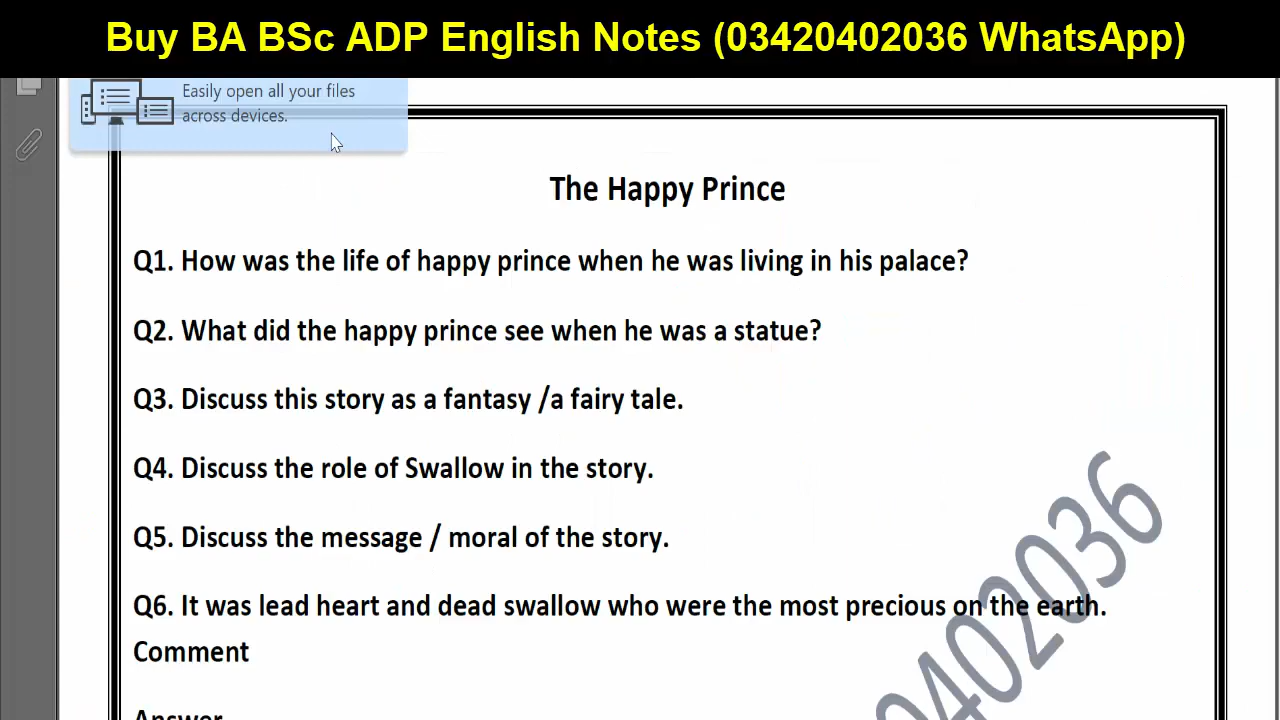 Buy BA BSc ADP English Notes (03420402036 WhatsApp)
Easily open all your files
across devices.
The Happy Prince
Q1. How was the life of happy prince when he was living in his palace?
Q2. What did the happy prince see when he was a statue?
Q3. Discuss this story as a fantasy /a fairy tale.
Q4. Discuss the role of Swallow in the story.
Q5. Discuss the message / moral of the story.
Q6. It was lead heart and dead swallow who were the most precious on the earth.
Comment
Answer
0402036